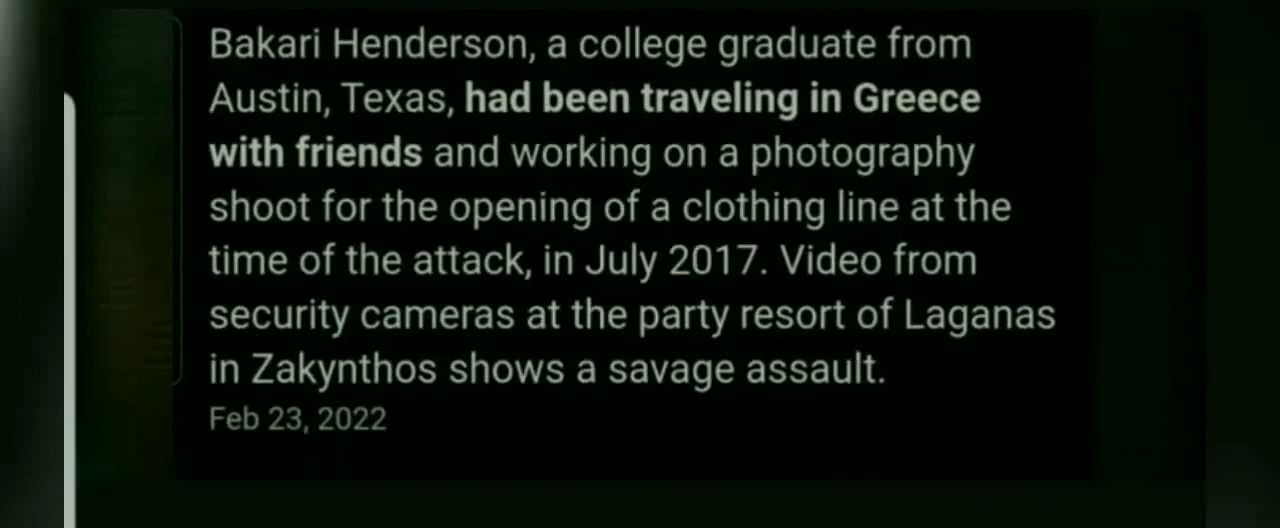 Bakari Henderson, a college graduate from
Austin, Texas, had been traveling in Greece
with friends and working on a photography
shoot for the opening of a clothing line at the
time of the attack, in July 2017. Video from
security cameras at the party resort of Laganas
in Zakynthos shows a savage assault.
Feb 23, 2022